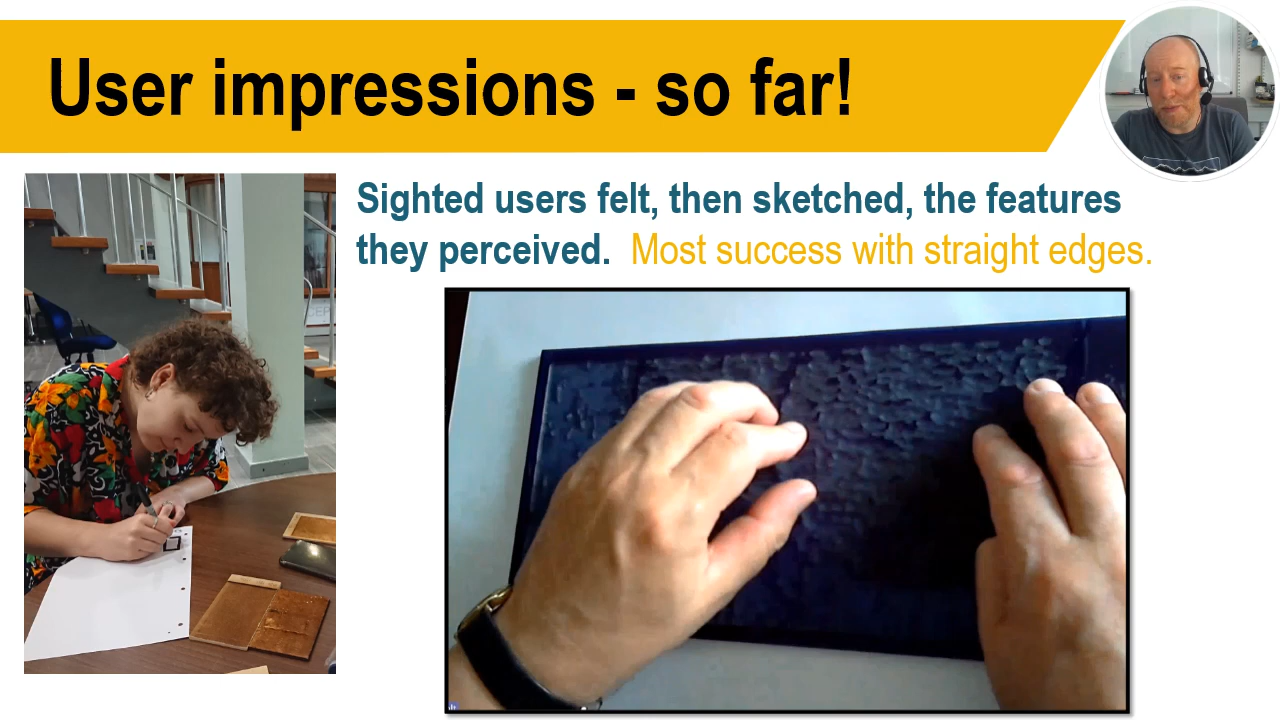 User impressions - so far!
Sighted users felt, then sketched, the features
they perceived. Most success with straight edges.